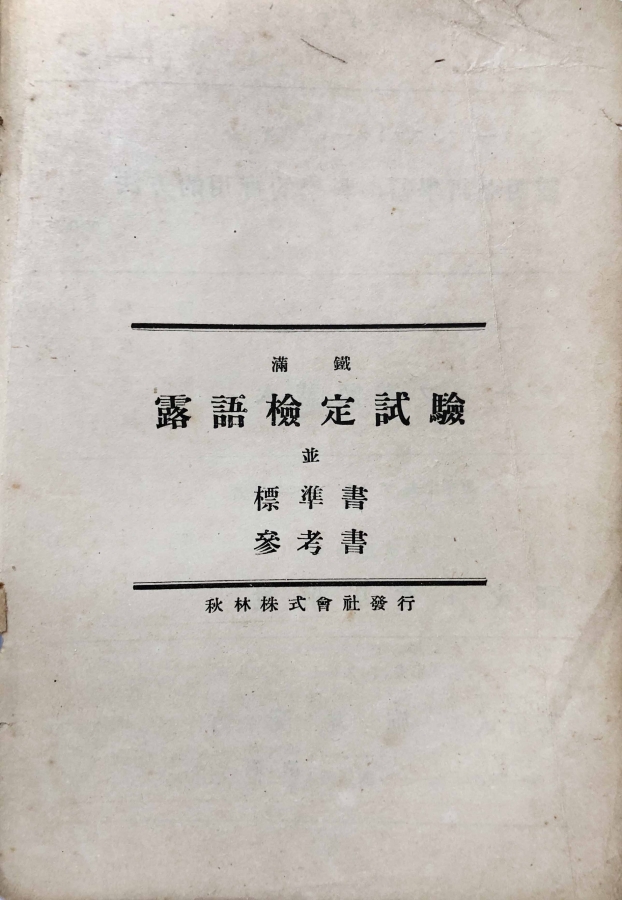 滿鐵
露語檢定試驗
並
標準書
參考書
秋林株式會社發行